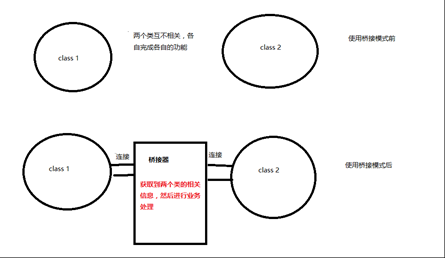 class 1
两个类互不相关，各
自完成各自的功能
class 2
使用桥接模式前
class 1
连接
桥接器
获取到两个类的相关
信息，然后进行业务
处理
连接
class 2
使用桥接模式后